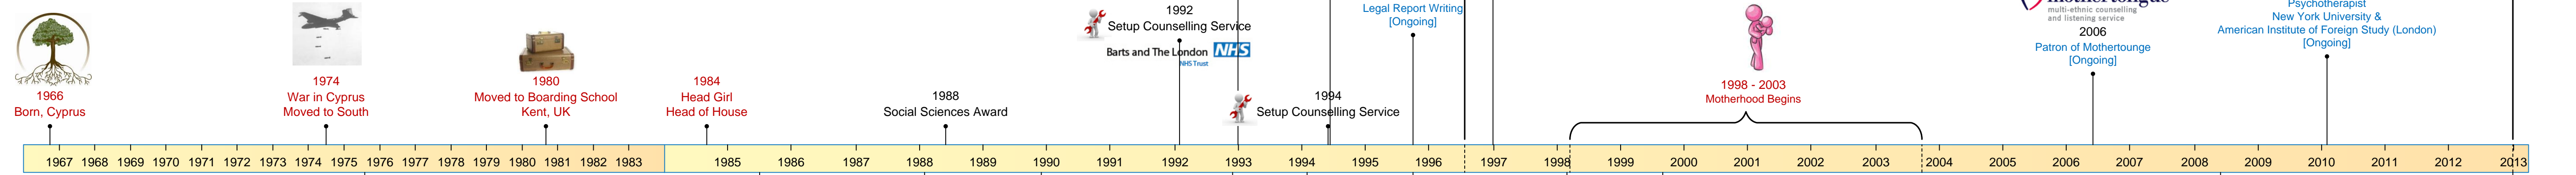 1966
Born, Cyprus
1974
War in Cyprus
Moved to South
1980
Moved to Boarding School
Kent, UK
1984
Head Girl
Head of House
1988
Social Sciences Award
1992
Setup Counselling Service
Barts and The London NHS
NHS Trust
1994
Setup Counselling Service
Legal Report Writing
[Ongoing]
1998 - 2003
Motherhood Begins
multi-ethnic counselling
and listening service
2006
Patron of Mothertounge
[Ongoing]
Psychotherapist
New York University &
American Institute of Foreign Study (London)
[Ongoing]
1967 1968 1969 1970 1971 1972 1973 1974 1975 1976 1977 1978 1979 1980 1981 1982 1983 1985 1986 1987 1988 1989 1990 1991 1992 1993 1994 1995 1996 1997 1998 1999 2000 2001 2002 2003 2004 2005 2006 2007 2008 2009 2010 2011 2012 2013